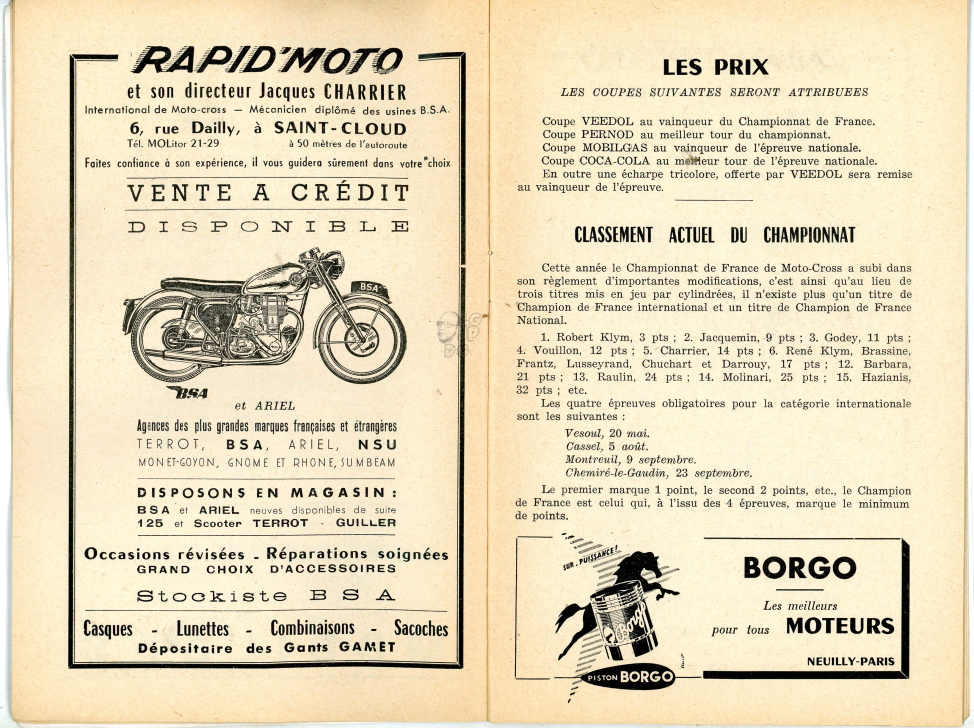 RAPID'MOTO
et son directeur Jacques CHARRIER
International de Moto-cross — Mécanicien diplômé des usines B.S.A.
6, rue Dailly, à SAINT-CLOUD
Tél. MOLitor 21-29 à 50 mètres de l'autoroute
Faites confiance à son expérience, il vous guidera sûrement dans votre choix
VENTE A CRÉDIT
DISPONIBLE
BSA
BSA
et ARIEL
Agences des plus grandes marques françaises et étrangères
TERROT, BSA, ARIEL, NSU
MONET-GOYON, GNOME ET RHONE, SUMBEAM
DISPOSONS EN MAGASIN :
BSA et ARIEL neuves disponibles de suite
125 et Scooter TERROT - GUILLER
Occasions révisées - Réparations soignées
GRAND CHOIX D'ACCESSOIRES
Stockiste BSA
Casques - Lunettes - Combinaisons - Sacoches
Dépositaire des Gants GAMET
LES PRIX
LES COUPES SUIVANTES SERONT ATTRIBUEES
Coupe VEEDOL au vainqueur du Championnat de France.
Coupe PERNOD au meilleur tour du championnat.
Coupe MOBILGAS au vainqueur de l'épreuve nationale.
Coupe COCA-COLA au meilleur tour de l'épreuve nationale.
En outre une écharpe tricolore, offerte par VEEDOL sera remise
au vainqueur de l'épreuve.
CLASSEMENT ACTUEL DU CHAMPIONNAT
Cette année le Championnat de France de Moto-Cross a subi dans
son règlement d'importantes modifications, c'est ainsi qu'au lieu de
trois titres mis en jeu par cylindrées, il n'existe plus qu'un titre de
Champion de France international et un titre de Champion de France
National.
1. Robert Klym, 3 pts ; 2. Jacquemin, 9 pts ; 3. Godey, 11 pts ;
4. Vouillon, 12 pts ; 5. Charrier, 14 pts ; 6. René Klym, Brassine,
Frantz, Lusseyrand, Chuchart et Darrouy, 17 pts ; 12. Barbara,
21 pts ; 13. Raulin, 24 pts ; 14. Molinari, 25 pts ; 15. Hazianis,
32 pts ; etc.
Les quatre épreuves obligatoires pour la catégorie internationale
sont les suivantes :
Vesoul, 20 mai.
Cassel, 5 août.
Montreuil, 9 septembre.
Chemiré-le-Gaudin, 23 septembre.
Le premier marque 1 point, le second 2 points, etc., le Champion
de France est celui qui, à l'issu des 4 épreuves, marque le minimum
de points.
SUR-PUISSANCE!
Borgo
PISTON BORGO
BORGO
Les meilleurs
pour tous MOTEURS
NEUILLY-PARIS